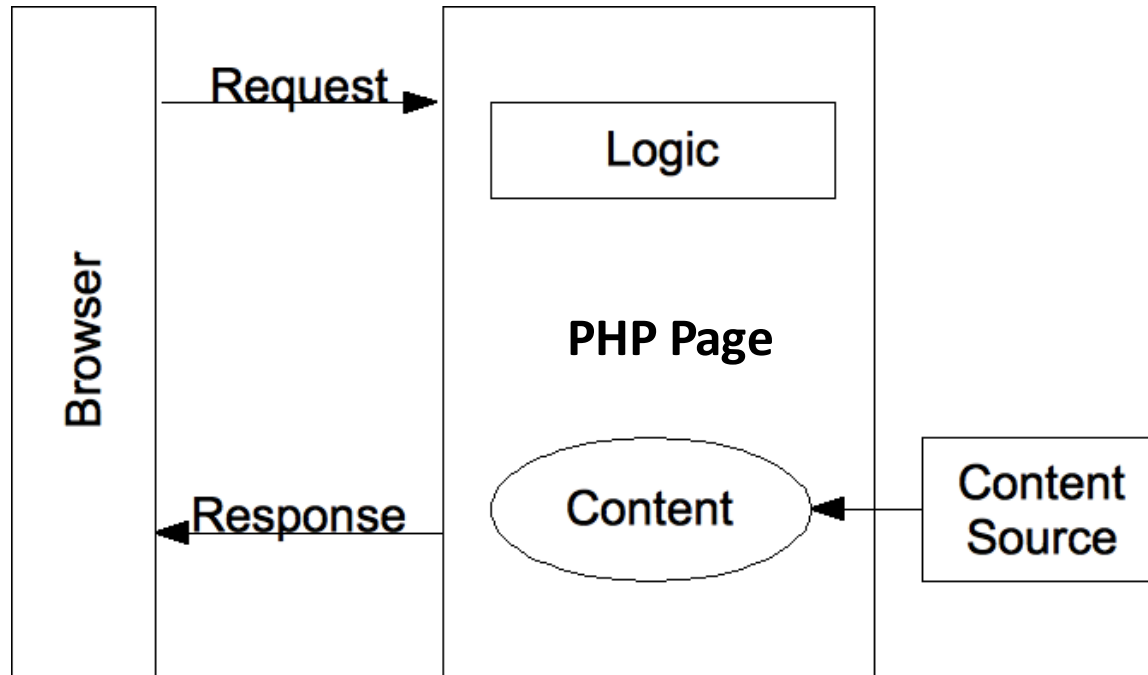 Request
Logic
Browser
PHP Page
Content
Response
Content
Source